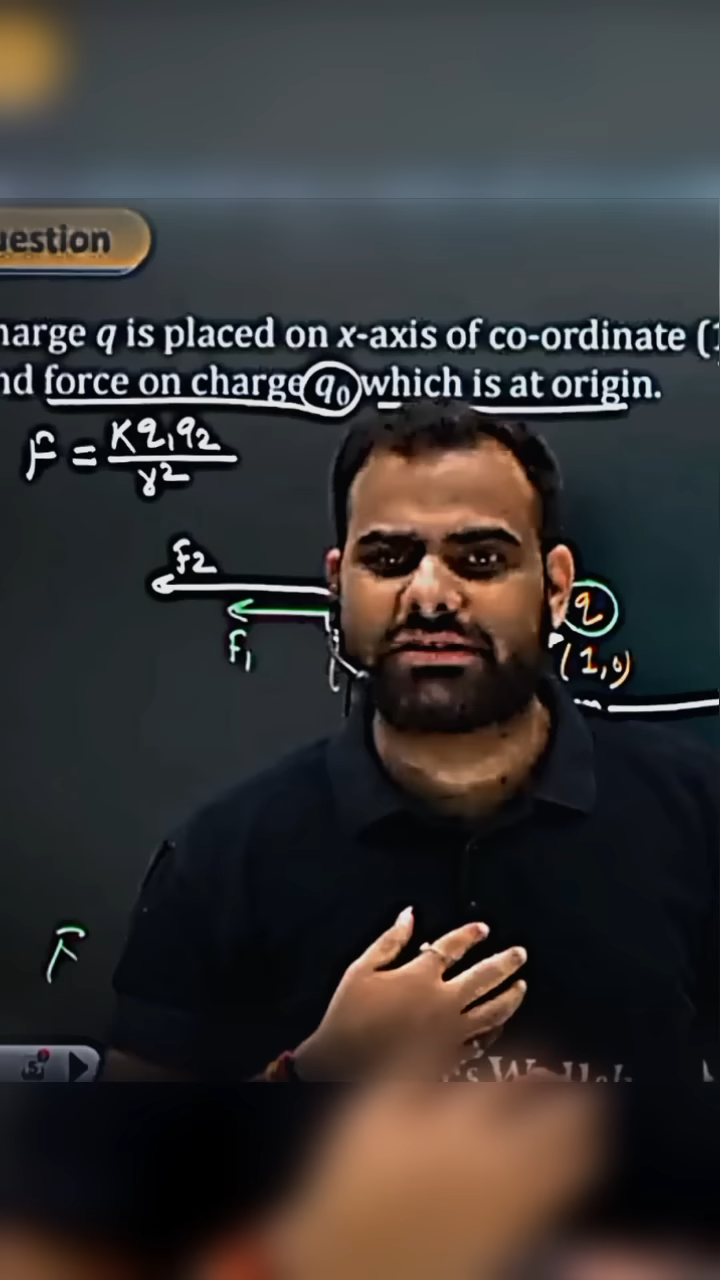 uestion
harge q is placed on x-axis of co-ordinate (1
nd force on charge q₀ which is at origin.
F = Kq₁q₂
r²
F₂
F₁
q
(1,0)
F
's W